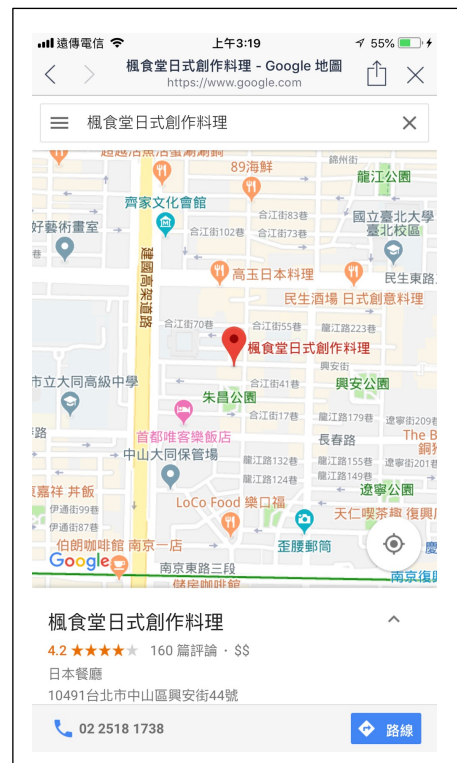 遠傳電信
上午3:19
55%
楓食堂日式創作料理 - Google 地圖
https://www.google.com
楓食堂日式創作料理
錦州街
89海鮮
龍江公園
齊家文化會館
合江街83巷
國立臺北大學
臺北校區
好藝術畫室
合江街102巷
合江街73巷
建國高架道路
高玉日本料理
民生東路
民生酒場 日式創意料理
合江街70巷
合江街55巷
龍江路223巷
楓食堂日式創作料理
興安街
市立大同高級中學
合江街41巷
興安公園
朱昌公園
合江街17巷
龍江路179巷
遼寧街209巷
首都唯客樂飯店
長春路
The B
中山大同保管場
龍江路132巷
龍江路155巷
遼寧街201巷
龍江路124巷
龍江路149巷
嘉祥 丼飯
LoCo Food 樂口福
遼寧公園
伊通街99巷
天仁喫茶趣 復興
伊通街87巷
伯朗咖啡館 南京一店
歪腰郵筒
Google
南京東路三段
南京復興
儲房咖啡館
楓食堂日式創作料理
4.2 ★★★★★ 160 篇評論 · $$
日本餐廳
10491台北市中山區興安街44號
02 2518 1738
路線